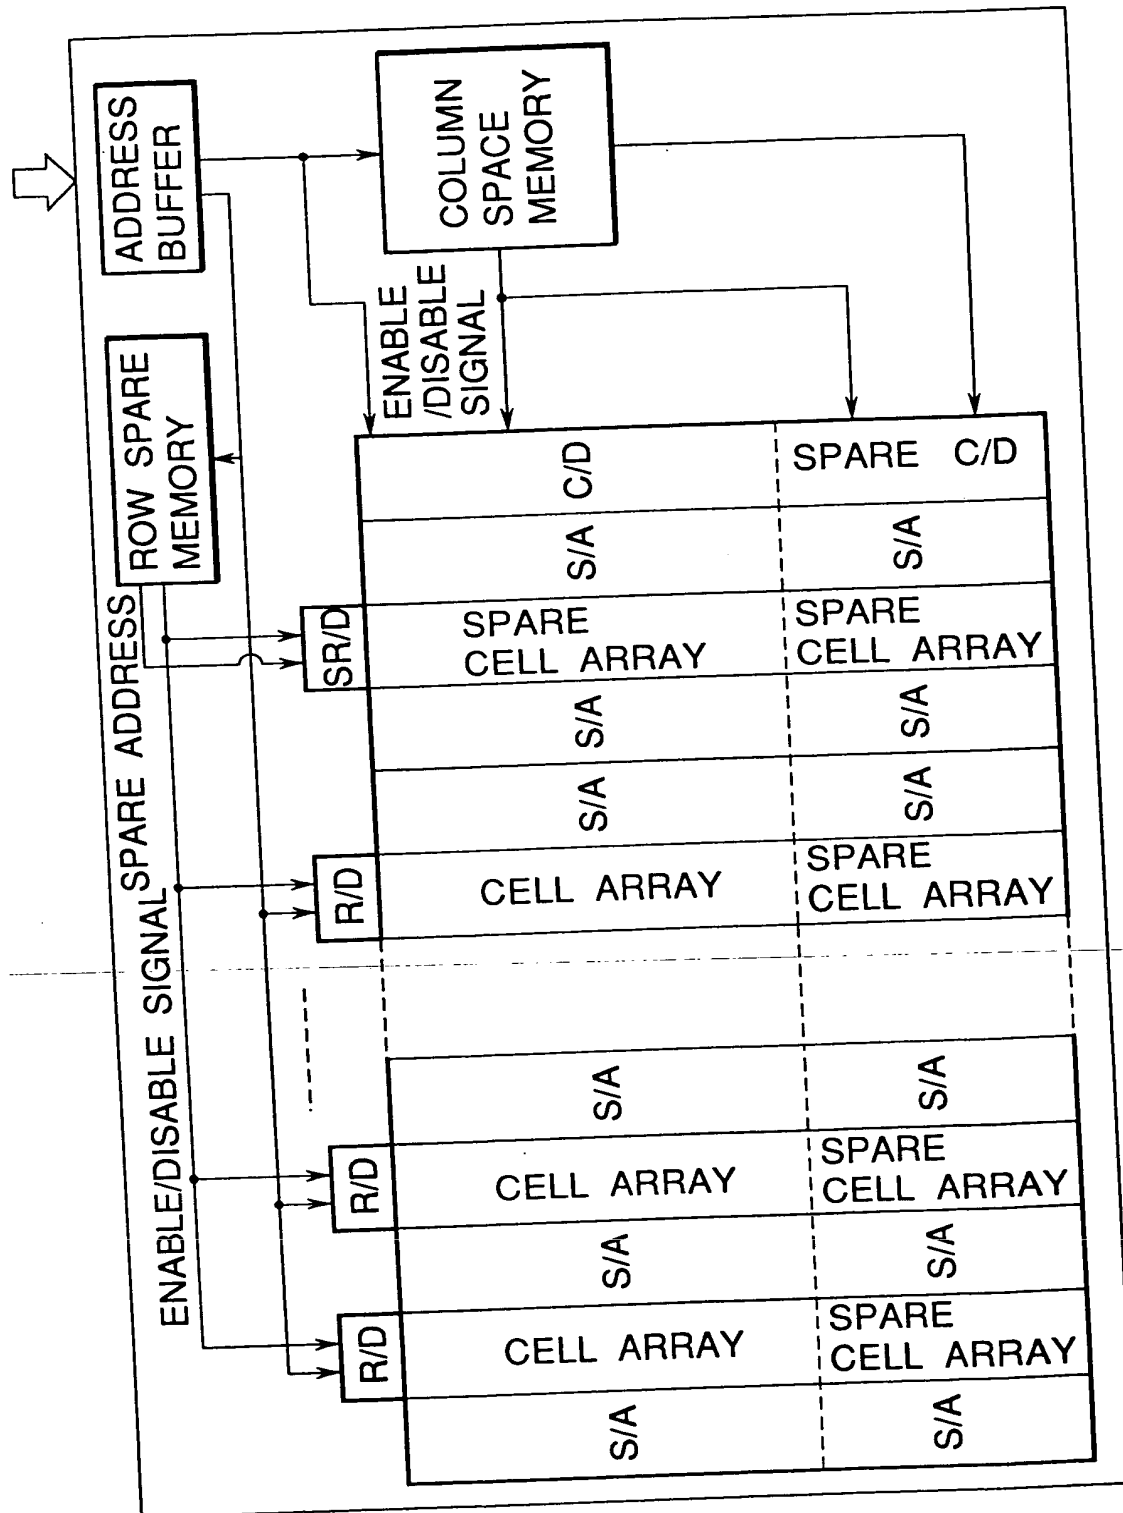 ADDRESS
BUFFER
COLUMN
SPACE
MEMORY
ROW SPARE
MEMORY
ENABLE
/DISABLE
SIGNAL
SPARE ADDRESS
ENABLE/DISABLE SIGNAL
C/D
SPARE C/D
S/A
S/A
SR/D
SPARE
CELL ARRAY
SPARE
CELL ARRAY
S/A
S/A
S/A
S/A
R/D
CELL ARRAY
SPARE
CELL ARRAY
S/A
S/A
R/D
CELL ARRAY
SPARE
CELL ARRAY
S/A
S/A
R/D
CELL ARRAY
SPARE
CELL ARRAY
S/A
S/A